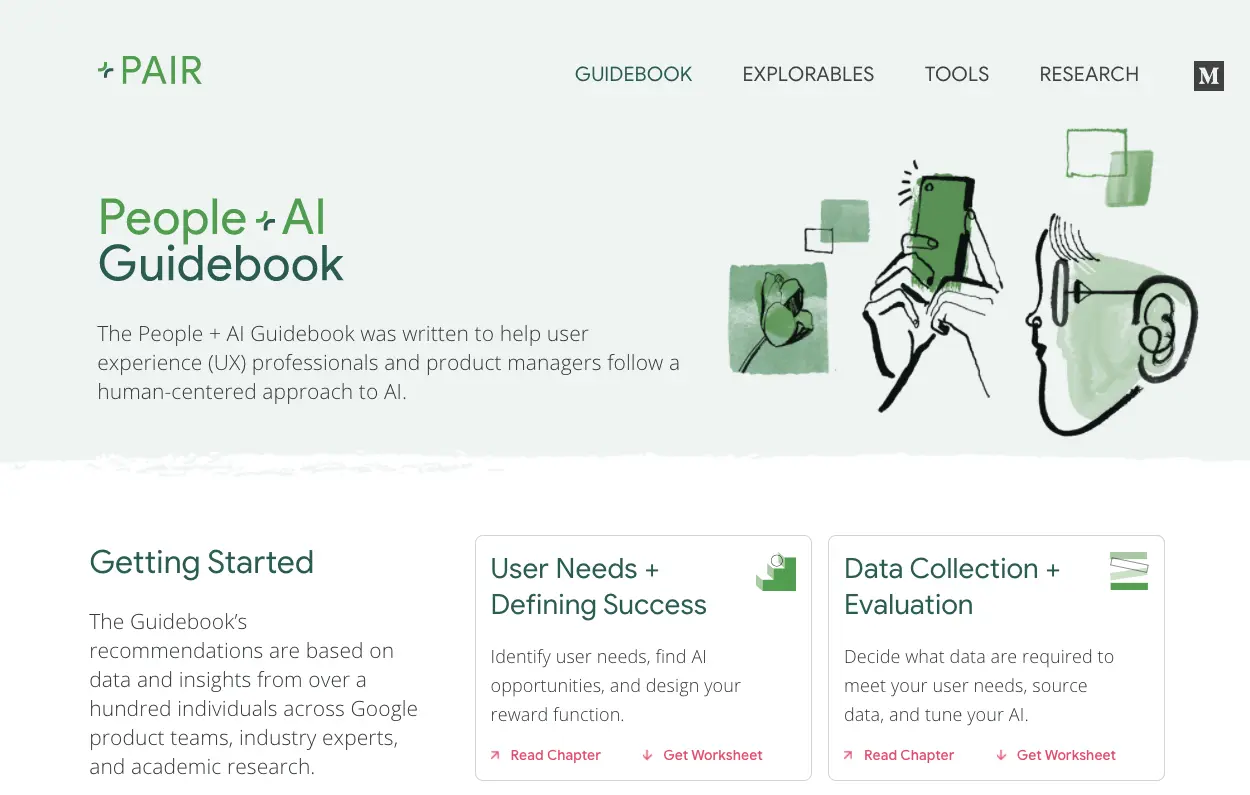 PAIR
GUIDEBOOK EXPLORABLES TOOLS RESEARCH M
People + AI
Guidebook
The People + AI Guidebook was written to help user
experience (UX) professionals and product managers follow a
human-centered approach to AI.
Getting Started
The Guidebook’s
recommendations are based on
data and insights from over a
hundred individuals across Google
product teams, industry experts,
and academic research.
User Needs +
Defining Success
Identify user needs, find AI
opportunities, and design your
reward function.
Read Chapter Get Worksheet
Data Collection +
Evaluation
Decide what data are required to
meet your user needs, source
data, and tune your AI.
Read Chapter Get Worksheet